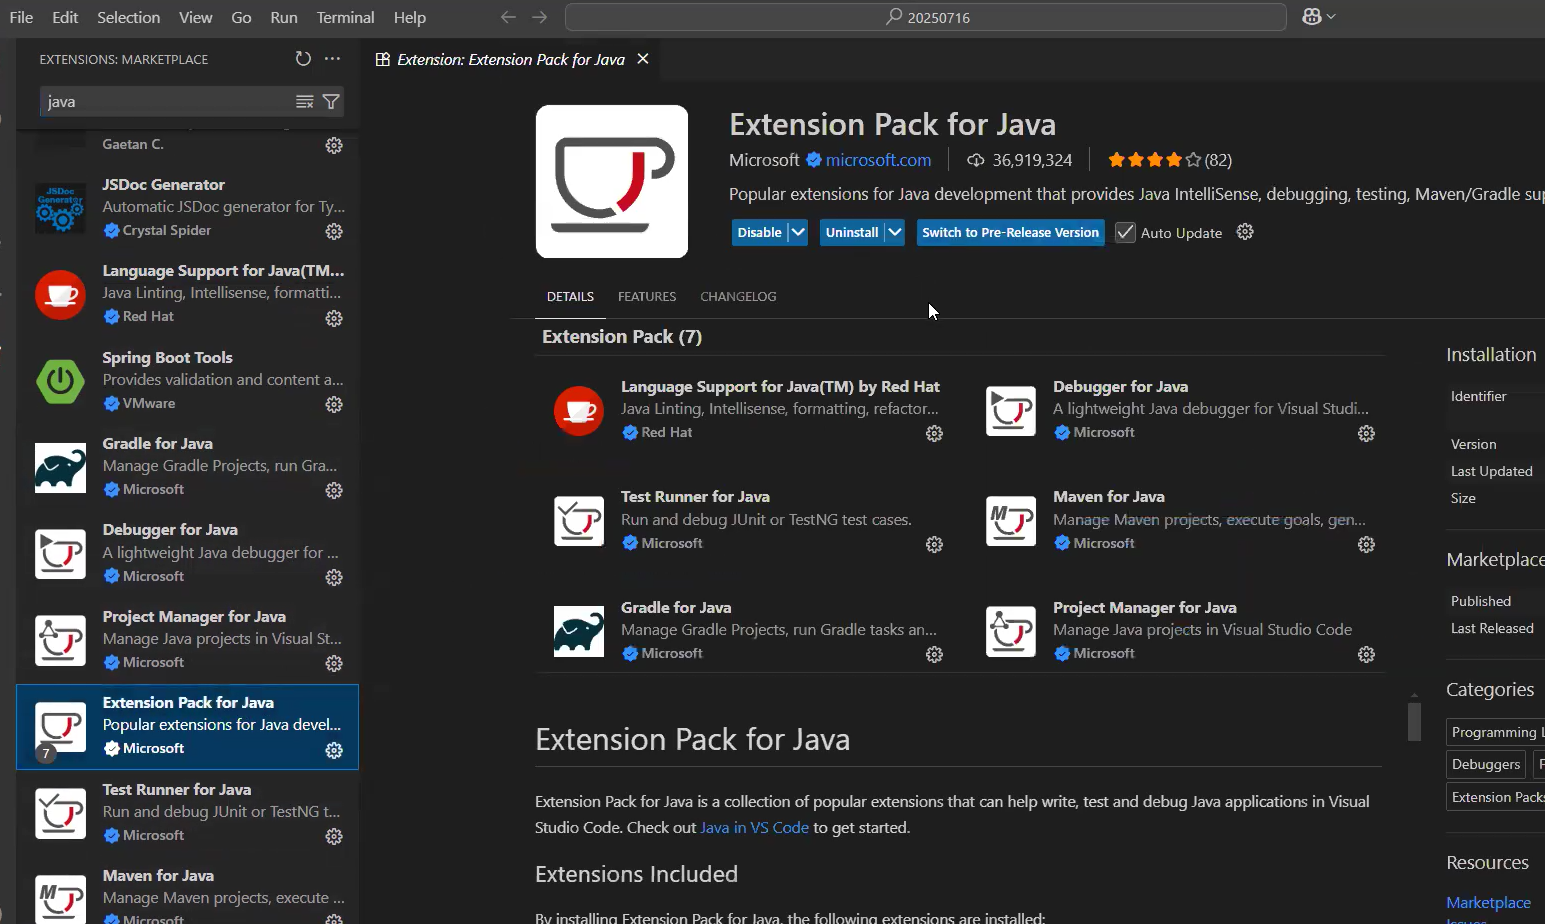 File Edit Selection View Go Run Terminal Help
20250716
EXTENSIONS: MARKETPLACE
java
Gaetan C.
JSDoc Generator
Automatic JSDoc generator for Ty...
Crystal Spider
Language Support for Java(TM...
Java Linting, Intellisense, formatti...
Red Hat
Spring Boot Tools
Provides validation and content a...
VMware
Gradle for Java
Manage Gradle Projects, run Gra...
Microsoft
Debugger for Java
A lightweight Java debugger for ...
Microsoft
Project Manager for Java
Manage Java projects in Visual St...
Microsoft
Extension Pack for Java
Popular extensions for Java devel...
7
Microsoft
Test Runner for Java
Run and debug JUnit or TestNG t...
Microsoft
Maven for Java
Manage Maven projects, execute ...
Microsoft
Extension: Extension Pack for Java
Extension Pack for Java
Microsoft microsoft.com 36,919,324 (82)
Popular extensions for Java development that provides Java IntelliSense, debugging, testing, Maven/Gradle su
Disable Uninstall Switch to Pre-Release Version Auto Update
DETAILS FEATURES CHANGELOG
Extension Pack (7)
Language Support for Java(TM) by Red Hat
Java Linting, Intellisense, formatting, refactor...
Red Hat
Debugger for Java
A lightweight Java debugger for Visual Studi...
Microsoft
Test Runner for Java
Run and debug JUnit or TestNG test cases.
Microsoft
Maven for Java
Manage Maven projects, execute goals, gen...
Microsoft
Gradle for Java
Manage Gradle Projects, run Gradle tasks an...
Microsoft
Project Manager for Java
Manage Java projects in Visual Studio Code
Microsoft
Extension Pack for Java
Extension Pack for Java is a collection of popular extensions that can help write, test and debug Java applications in Visual
Studio Code. Check out Java in VS Code to get started.
Extensions Included
By installing Extension Pack for Java, the following extensions are installed:
Installation
Identifier
Version
Last Updated
Size
Marketplace
Published
Last Released
Categories
Programming L
Debuggers
Extension Packs
Resources
Marketplace
Issues